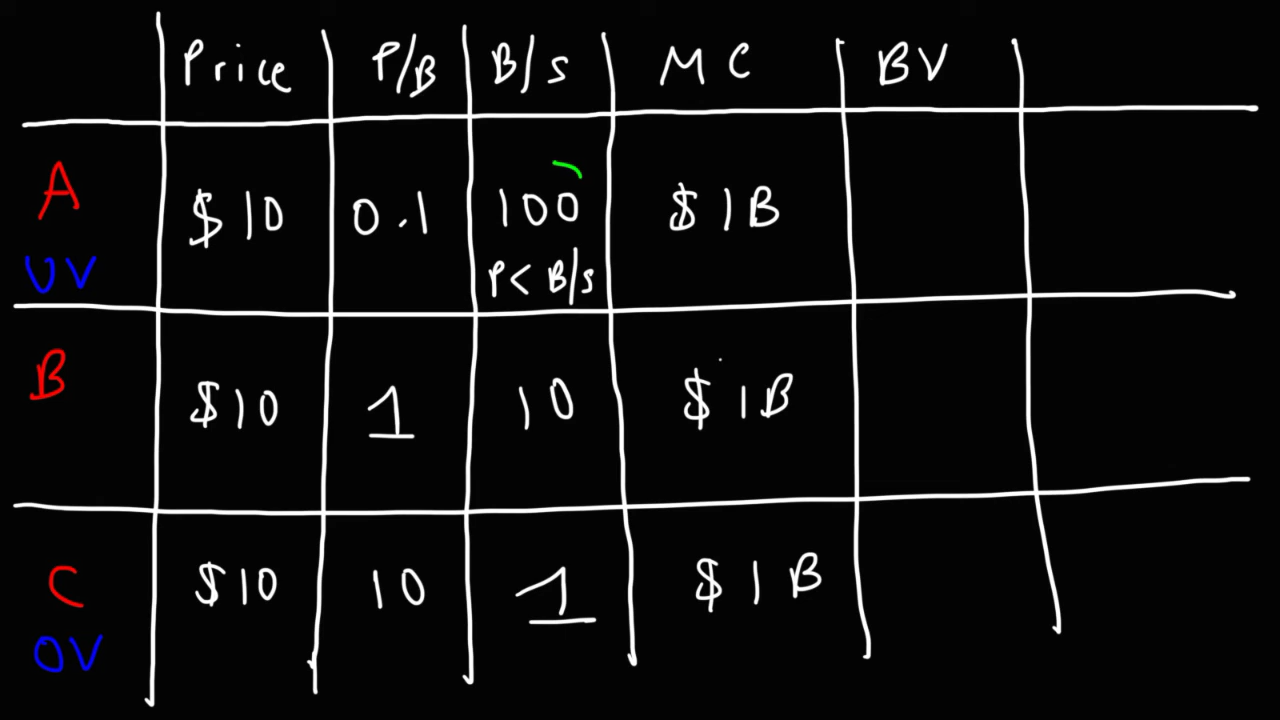 Price P/B B/s MC BV
A $10 0.1 100 $1B
UV P< B/s
B $10 1 10 $1B
C $10 10 1 $1B
OV